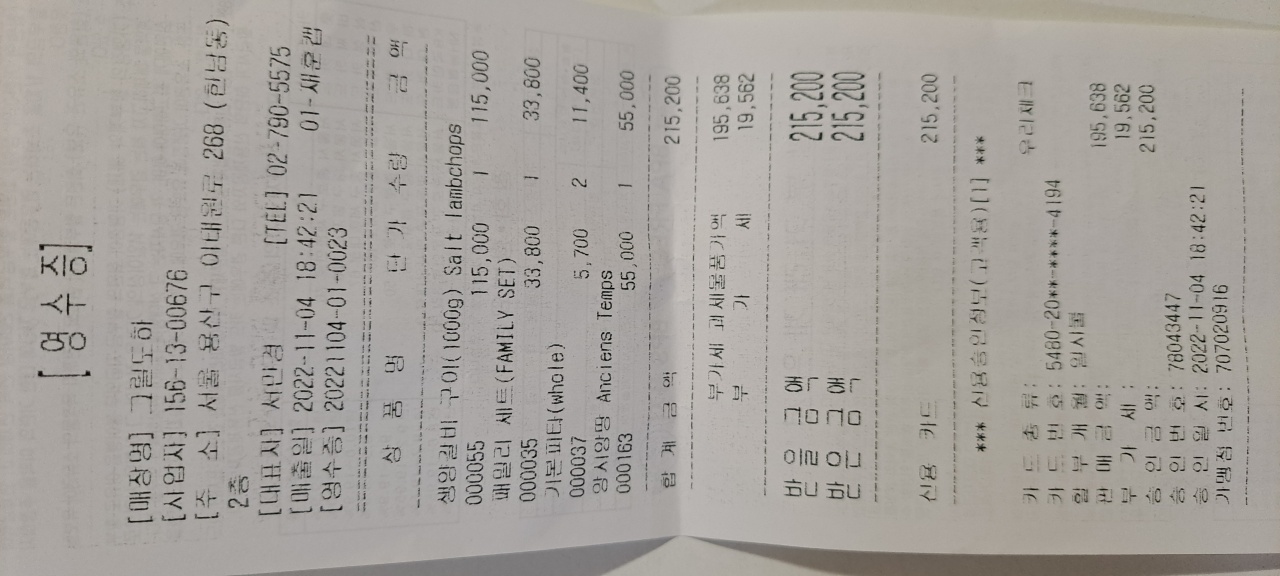 [영수증]
[매장명] 그릴도하
[사업자] 156-13-00676
[주 소] 서울 용산구 이태원로 268 (한남동)
2층
[대표자] 서민경 [TEL] 02-790-5575
[매출일] 2022-11-04 18:42:21 01-새훈캡
[영수증] 20221104-01-0023
==========================================
상 품 명 단 가 수량 금 액
------------------------------------------
생양갈비 구이(1000g) Salt lambchops
000055 115,000 1 115,000
패밀리 세트(FAMILY SET)
000035 33,800 1 33,800
기본피타(whole)
000037 5,700 2 11,400
앙시앙땅 Anciens Temps
000163 55,000 1 55,000
------------------------------------------
합 계 금 액 215,200
------------------------------------------
부가세 과세물품가액 195,638
부 가 세 19,562
------------------------------------------
받을금액 215,200
받은금액 215,200
------------------------------------------
신용 카드 215,200
------------------------------------------
*** 신용승인정보(고객용)[1] ***
카 드 종 류: 우리체크
카 드 번 호: 5480-20**-****-4194
할 부 개 월: 일시불
판 매 금 액: 195,638
부 가 세: 19,562
승 인 금 액: 215,200
승 인 번 호: 78043447
승 인 일 시: 2022-11-04 18:42:21
가맹점 번호: 707020916
------------------------------------------